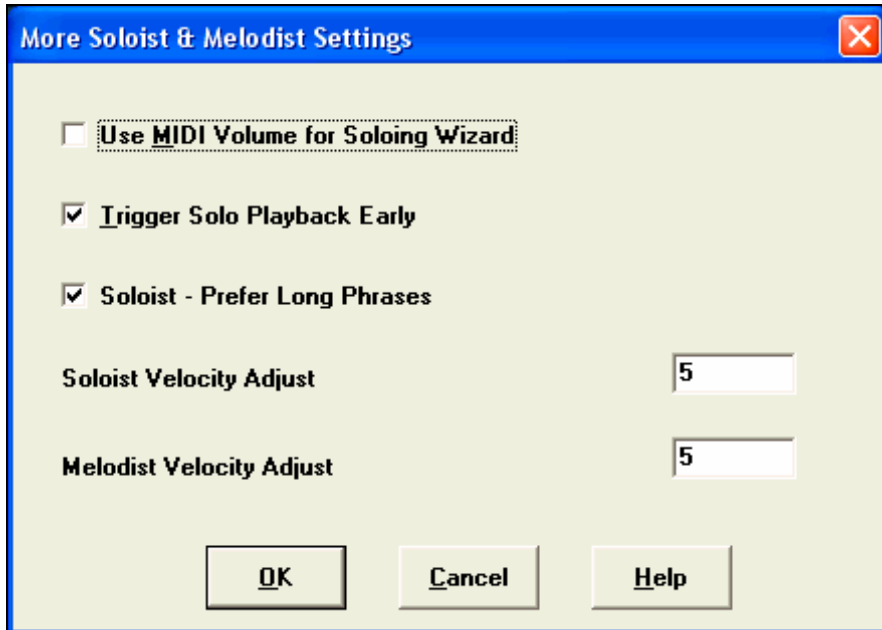 More Soloist & Melodist Settings
Use MIDI Volume for Soloing Wizard
Trigger Solo Playback Early
Soloist - Prefer Long Phrases
Soloist Velocity Adjust 5
Melodist Velocity Adjust 5
OK Cancel Help